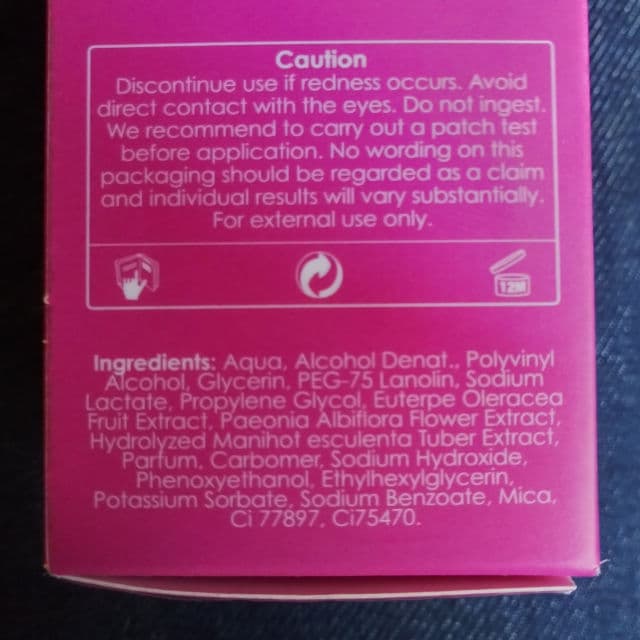 Caution
Discontinue use if redness occurs. Avoid
direct contact with the eyes. Do not ingest.
We recommend to carry out a patch test
before application. No wording on this
packaging should be regarded as a claim
and individual results will vary substantially.
For external use only.
12M
Ingredients: Aqua, Alcohol Denat., Polyvinyl
Alcohol, Glycerin, PEG-75 Lanolin, Sodium
Lactate, Propylene Glycol, Euterpe Oleracea
Fruit Extract, Paeonia Albiflora Flower Extract,
Hydrolyzed Manihot esculenta Tuber Extract,
Parfum, Carbomer, Sodium Hydroxide,
Phenoxyethanol, Ethylhexylglycerin,
Potassium Sorbate, Sodium Benzoate, Mica,
Ci 77897, Ci75470.